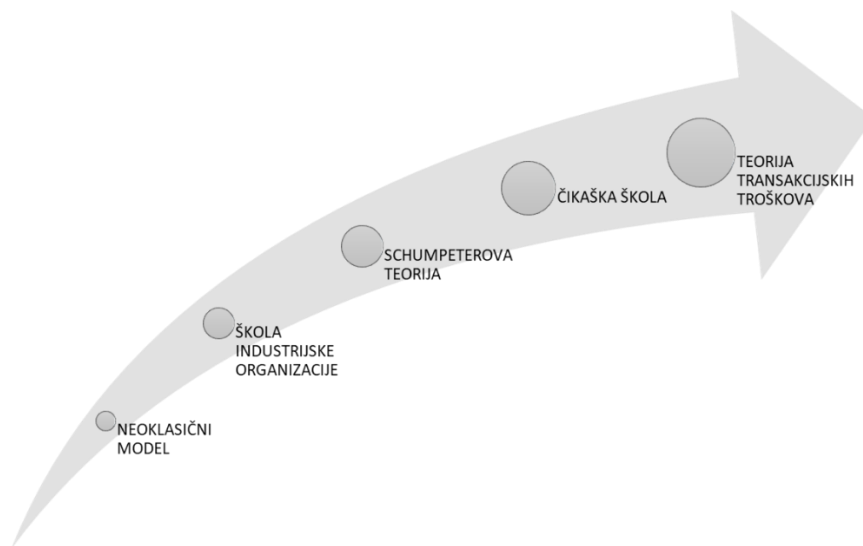 NEOKLASIČNI
MODEL
ŠKOLA
INDUSTRIJSKE
ORGANIZACIJE
SCHUMPETEROVA
TEORIJA
ČIKAŠKA ŠKOLA
TEORIJA
TRANSAKCIJSKIH
TROŠKOVA